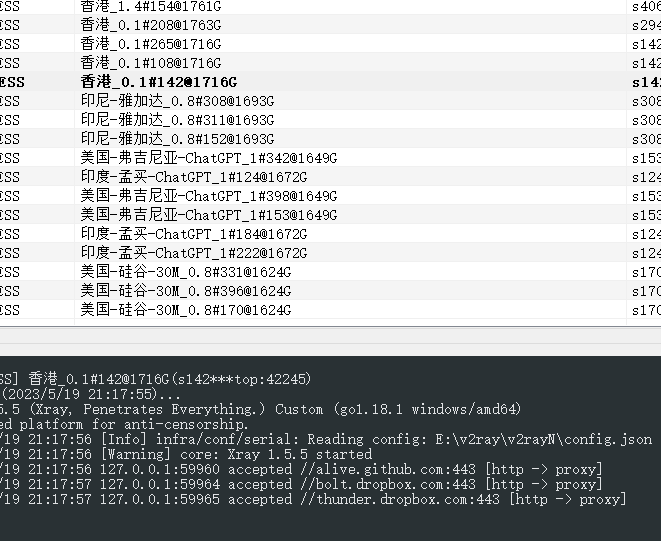 ESS 香港_1.4#154@1761G s406
ESS 香港_0.1#208@1763G s294
ESS 香港_0.1#265@1716G s142
ESS 香港_0.1#108@1716G s142
ESS 香港_0.1#142@1716G s142
ESS 印尼-雅加达_0.8#308@1693G s308
ESS 印尼-雅加达_0.8#311@1693G s308
ESS 印尼-雅加达_0.8#152@1693G s308
ESS 美国-弗吉尼亚-ChatGPT_1#342@1649G s153
ESS 印度-孟买-ChatGPT_1#124@1672G s124
ESS 美国-弗吉尼亚-ChatGPT_1#398@1649G s153
ESS 美国-弗吉尼亚-ChatGPT_1#153@1649G s153
ESS 印度-孟买-ChatGPT_1#184@1672G s124
ESS 印度-孟买-ChatGPT_1#222@1672G s124
ESS 美国-硅谷-30M_0.8#331@1624G s170
ESS 美国-硅谷-30M_0.8#396@1624G s170
ESS 美国-硅谷-30M_0.8#170@1624G s170
SS] 香港_0.1#142@1716G(s142***top:42245)
(2023/5/19 21:17:55)...
5.5 (Xray, Penetrates Everything.) Custom (go1.18.1 windows/amd64)
ed platform for anti-censorship.
/19 21:17:56 [Info] infra/conf/serial: Reading config: E:\v2ray\v2rayN\config.json
/19 21:17:56 [Warning] core: Xray 1.5.5 started
/19 21:17:56 127.0.0.1:59960 accepted //alive.github.com:443 [http -> proxy]
/19 21:17:57 127.0.0.1:59964 accepted //bolt.dropbox.com:443 [http -> proxy]
/19 21:17:57 127.0.0.1:59965 accepted //thunder.dropbox.com:443 [http -> proxy]